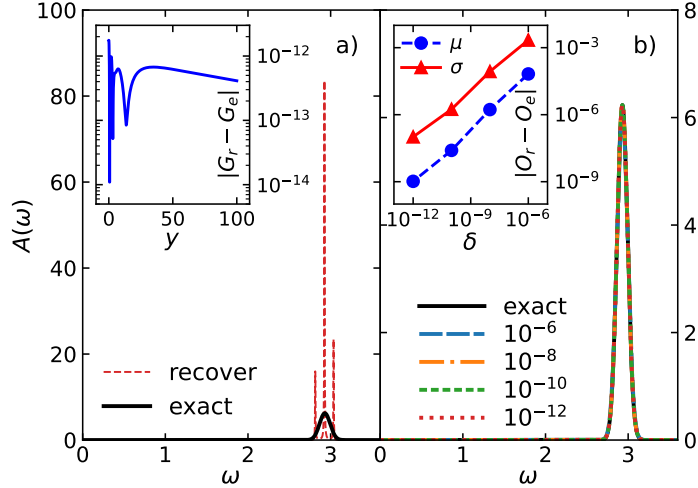 A(ω)
100
80
60
40
20
0
0
1
2
3
ω
a)
recover
exact
|G_r − G_e|
10^{−12}
10^{−13}
10^{−14}
0
50
100
y
b)
8
6
4
2
0
0
1
2
3
ω
exact
10^{−6}
10^{−8}
10^{−10}
10^{−12}
μ
σ
|O_r − O_e|
10^{−3}
10^{−6}
10^{−9}
10^{−12}
10^{−9}
10^{−6}
δ